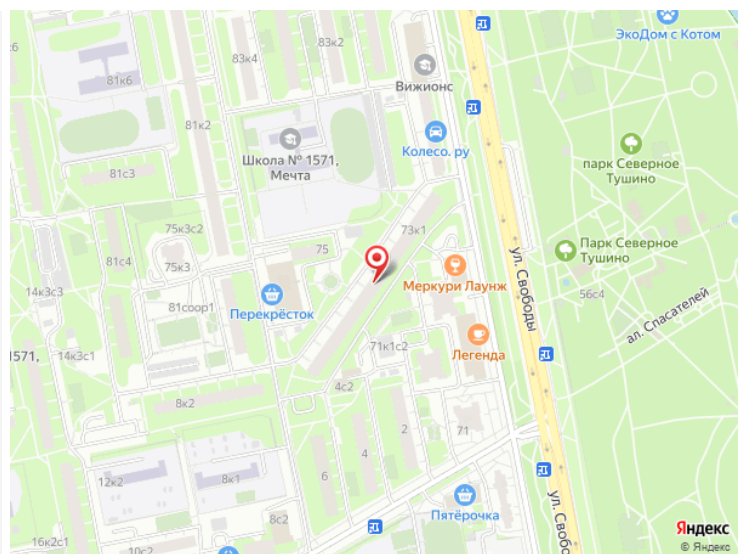 83к2
ЭкоДом с Котом
83к4
Вижионс
81к6
81к2
Колесо. ру
Школа № 1571,
Мечта
парк Северное
Тушино
81с3
75к3с2
73к1
75
Парк Северное
Тушино
ул. Свободы
81с4
75к3
Меркури Лаунж
56с4
14к3с3
81соор1
Перекрёсток
ал. Спасателей
71к1с2
Легенда
1571,
14к3с1
4с2
8к2
4
2
71
6
12к2
8к1
Пятёрочка
ул. Своб
8с2
16к2с1
10с2
Яндекс
© Яндекс